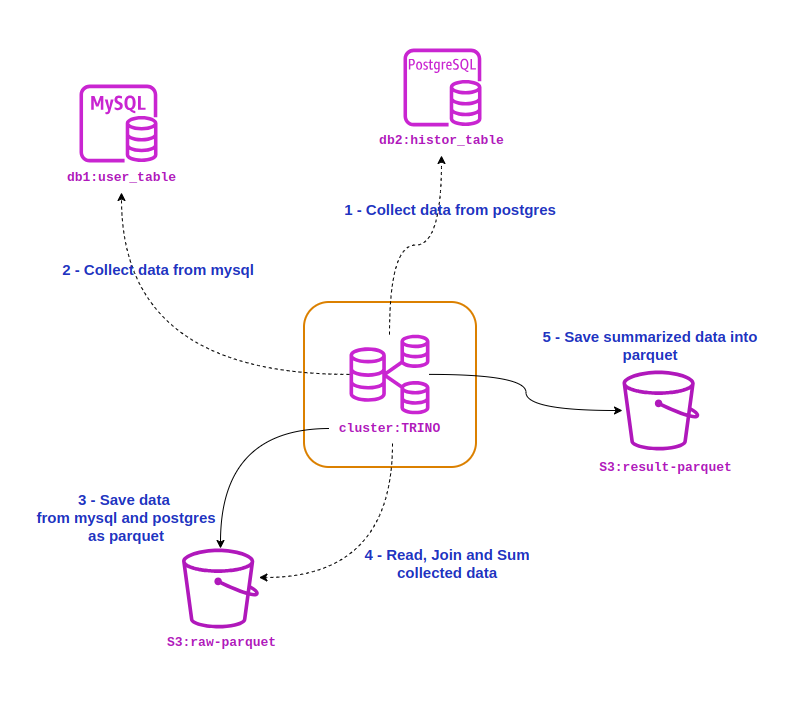 PostgreSQL
db2:histor_table
MySQL
db1:user_table
1 - Collect data from postgres
2 - Collect data from mysql
5 - Save summarized data into
parquet
cluster:TRINO
S3:result-parquet
3 - Save data
from mysql and postgres
as parquet
4 - Read, Join and Sum
collected data
S3:raw-parquet